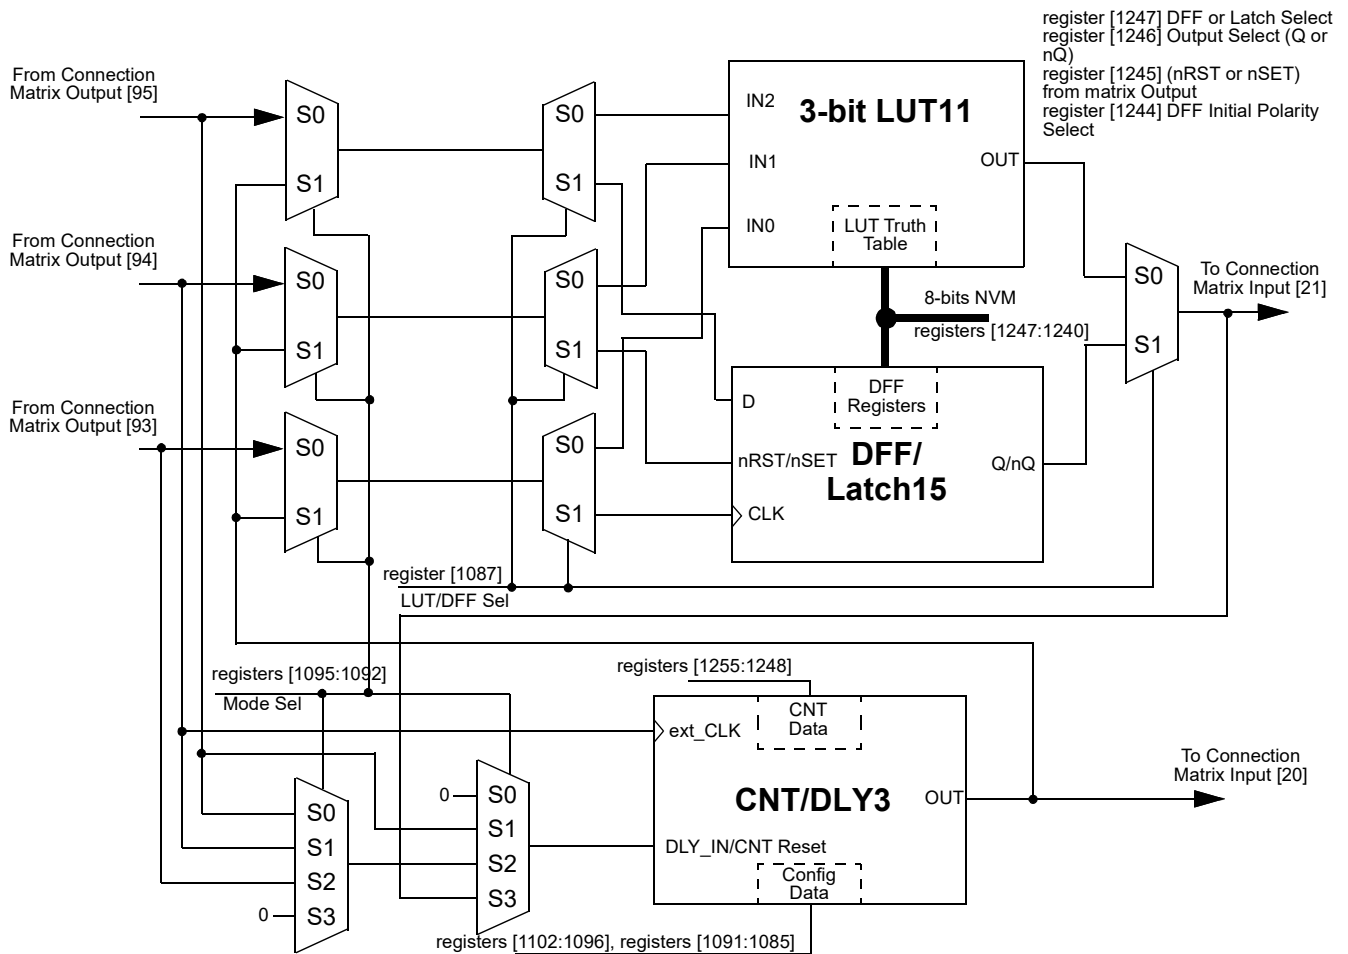 register [1247] DFF or Latch Select
register [1246] Output Select (Q or
nQ)
register [1245] (nRST or nSET)
from matrix Output
register [1244] DFF Initial Polarity
Select
From Connection
Matrix Output [95]
S0
S1
S0
S1
IN2
3-bit LUT11
IN1
OUT
IN0
LUT Truth
Table
From Connection
Matrix Output [94]
S0
S1
S0
S1
8-bits NVM
registers [1247:1240]
S0
S1
To Connection
Matrix Input [21]
From Connection
Matrix Output [93]
S0
S1
S0
S1
D
DFF
Registers
nRST/nSET
DFF/
Latch15
Q/nQ
CLK
register [1087]
LUT/DFF Sel
registers [1095:1092]
Mode Sel
registers [1255:1248]
CNT
Data
ext_CLK
CNT/DLY3
OUT
To Connection
Matrix Input [20]
DLY_IN/CNT Reset
Config
Data
S0
S1
S2
0
S3
0
S0
S1
S2
S3
registers [1102:1096], registers [1091:1085]